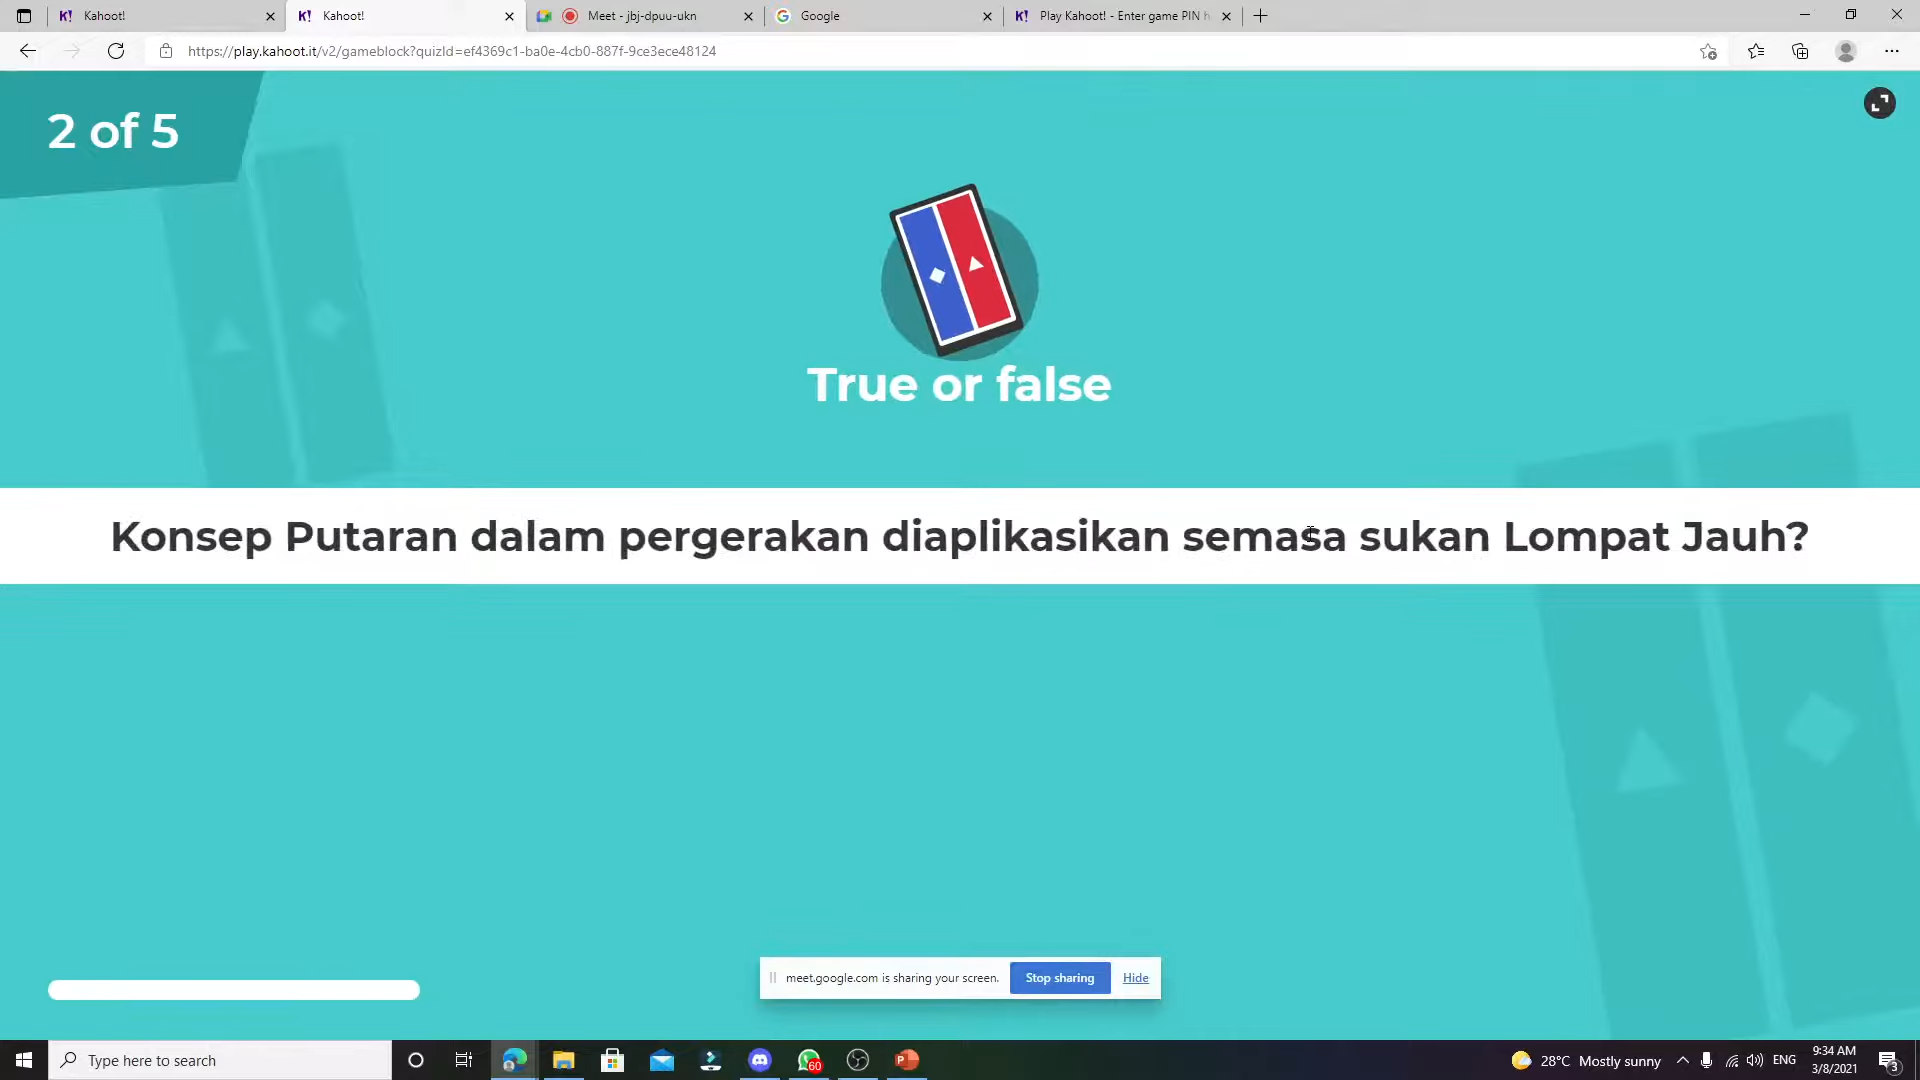 Kahoot!
Kahoot!
Meet - jbj-dpuu-ukn
Google
Play Kahoot! - Enter game PIN h
https://play.kahoot.it/v2/gameblock?quizId=ef4369c1-ba0e-4cb0-887f-9ce3ece48124
2 of 5
True or false
Konsep Putaran dalam pergerakan diaplikasikan semasa sukan Lompat Jauh?
meet.google.com is sharing your screen.
Stop sharing
Hide
Type here to search
60
28°C Mostly sunny
ENG
9:34 AM
3/8/2021
3